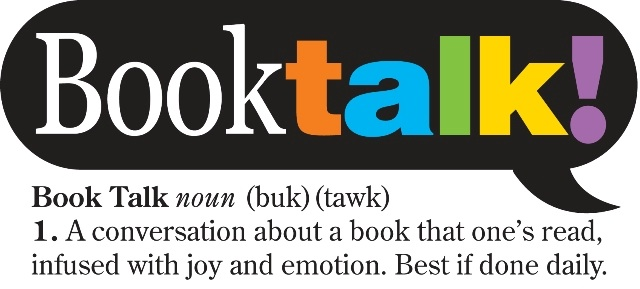 Booktalk!
Book Talk noun (buk) (tawk)
1. A conversation about a book that one's read,
infused with joy and emotion. Best if done daily.